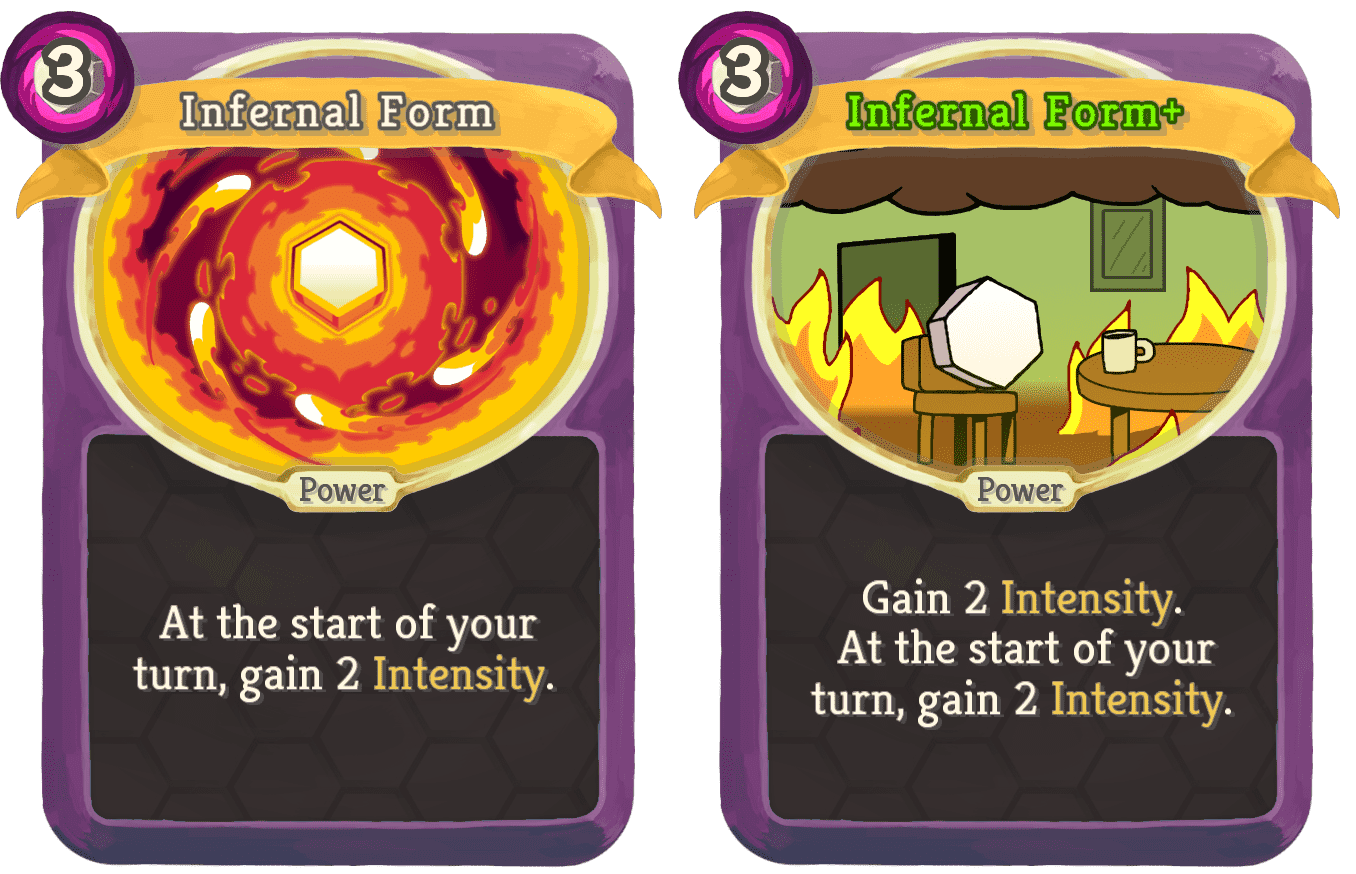 3
Infernal Form
Power
At the start of your
turn, gain 2 Intensity.
3
Infernal Form+
Power
Gain 2 Intensity.
At the start of your
turn, gain 2 Intensity.